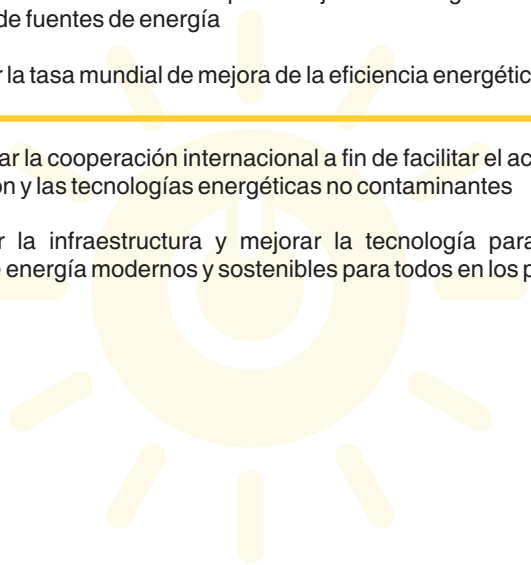 de fuentes de energía
r la tasa mundial de mejora de la eficiencia energétic
ar la cooperación internacional a fin de facilitar el ac
ón y las tecnologías energéticas no contaminantes
r la infraestructura y mejorar la tecnología para
e energía modernos y sostenibles para todos en los p